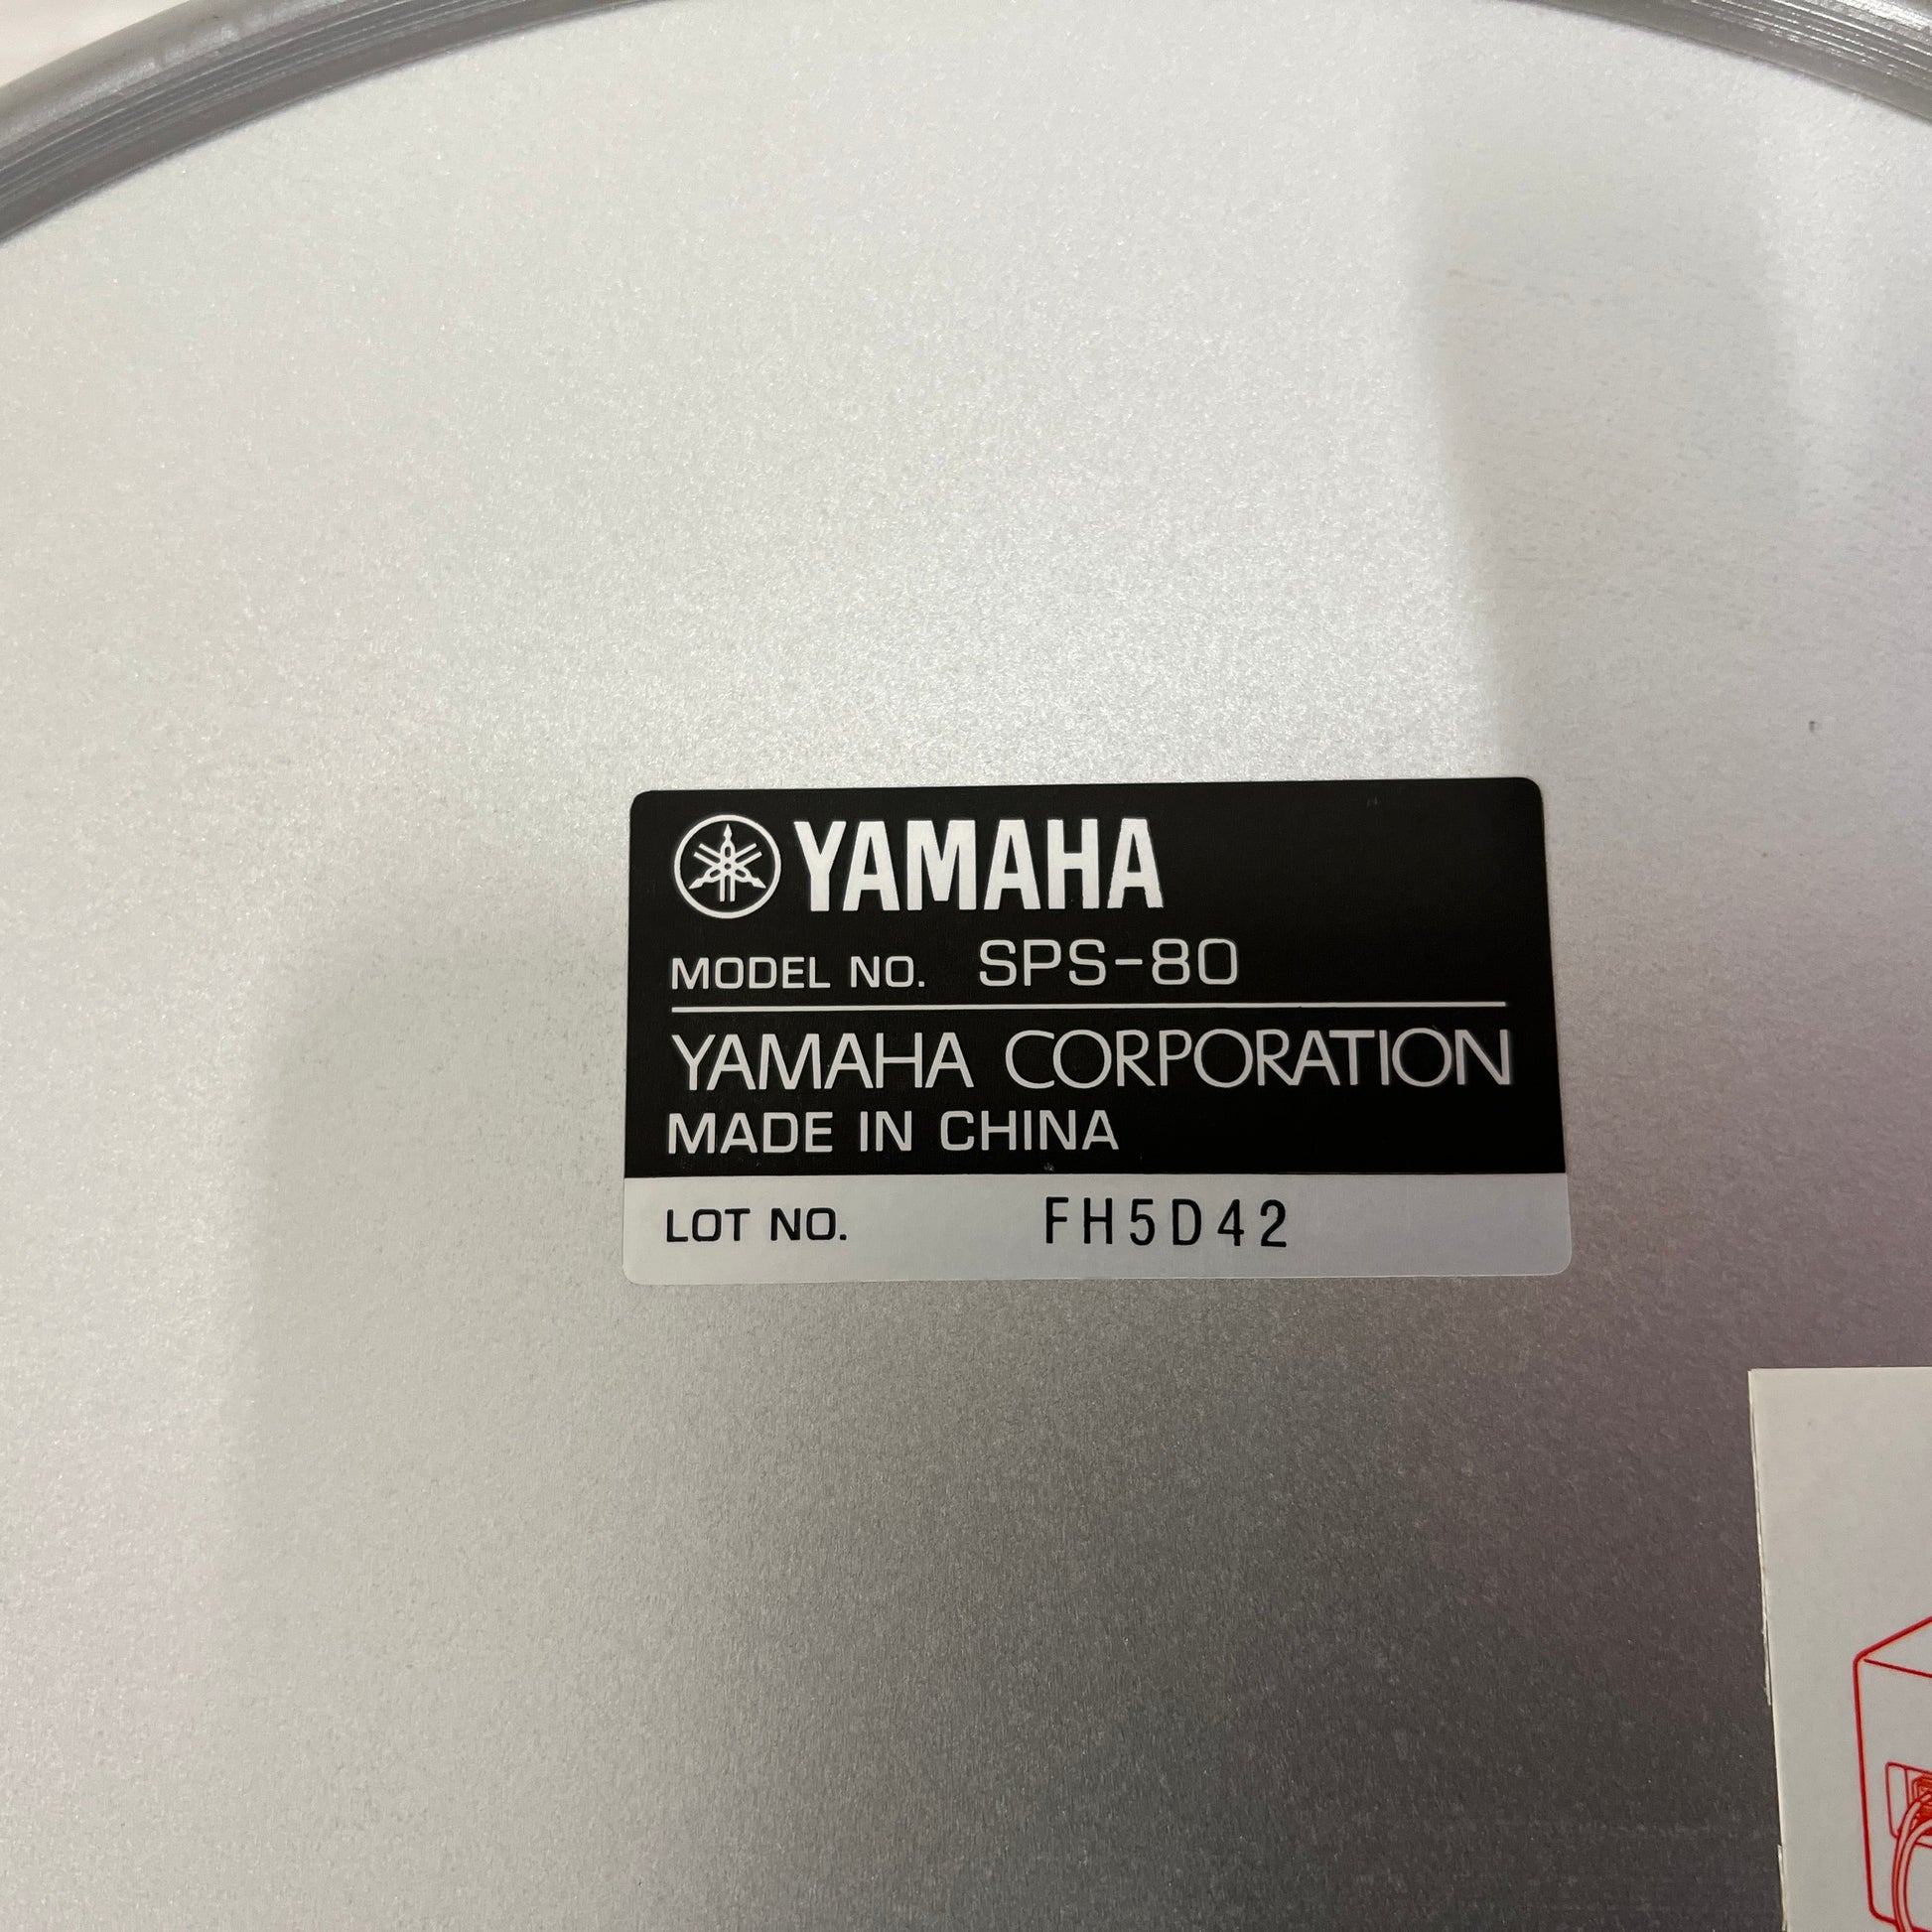 YAMAHA
MODEL NO. SPS-80
YAMAHA CORPORATION
MADE IN CHINA
LOT NO. FH5D42